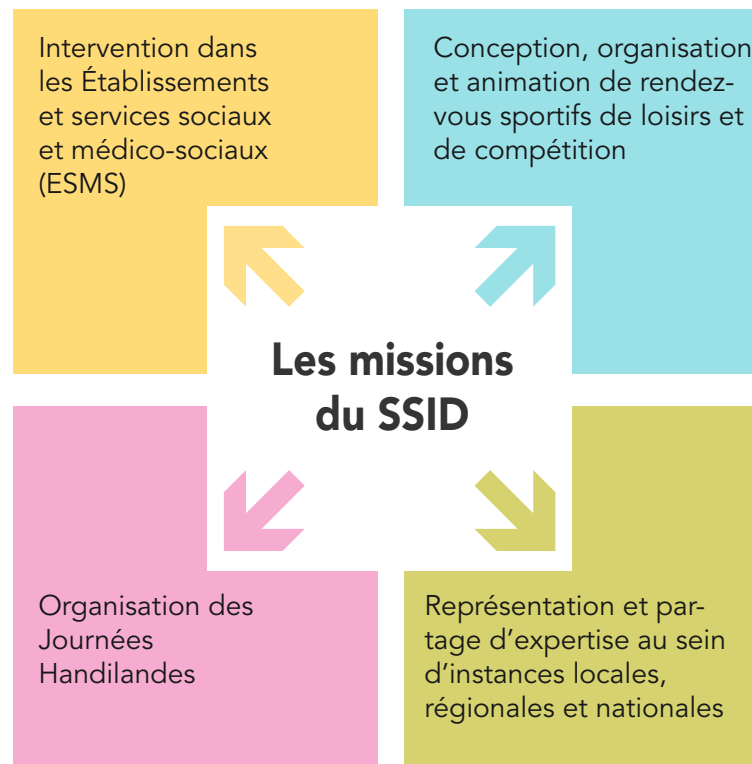 Intervention dans
les Établissements
et services sociaux
et médico-sociaux
(ESMS)
Conception, organisation
et animation de rendez-
vous sportifs de loisirs et
de compétition
Les missions
du SSID
Organisation des
Journées
Handilandes
Représentation et par-
tage d’expertise au sein
d’instances locales,
régionales et nationales